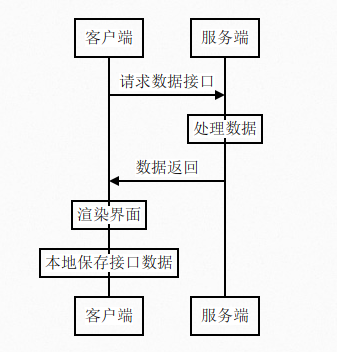 客户端
服务端
请求数据接口
处理数据
数据返回
渲染界面
本地保存接口数据
客户端
服务端